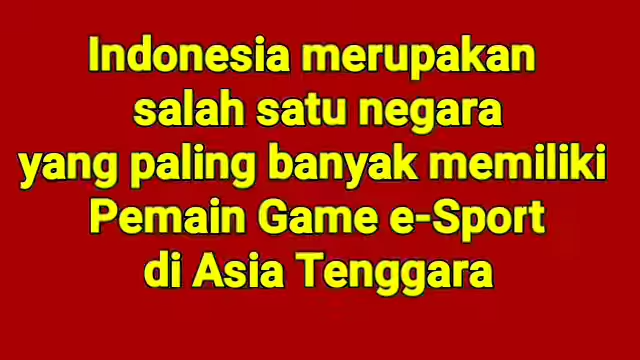 Indonesia merupakan
salah satu negara
yang paling banyak memiliki
Pemain Game e-Sport
di Asia Tenggara